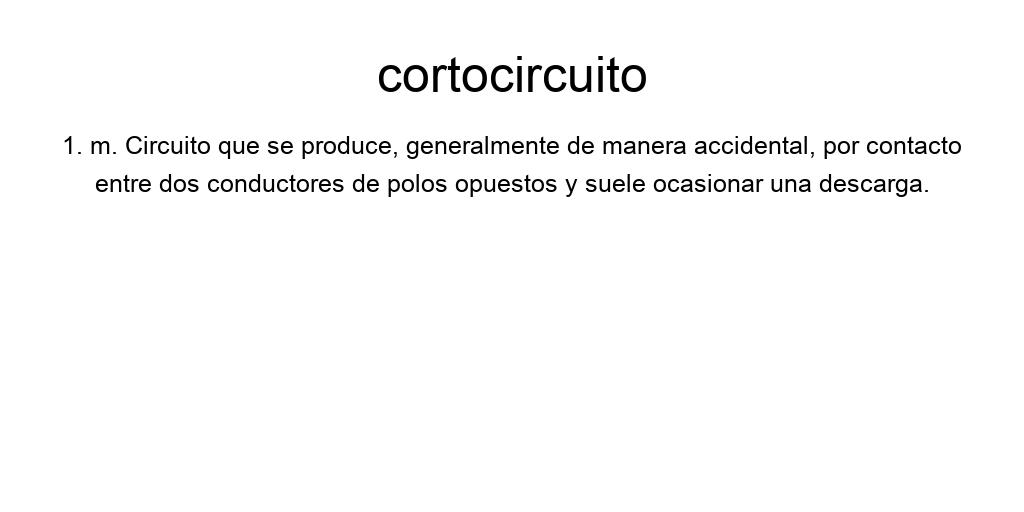 cortocircuito
1. m. Circuito que se produce, generalmente de manera accidental, por contacto
entre dos conductores de polos opuestos y suele ocasionar una descarga.